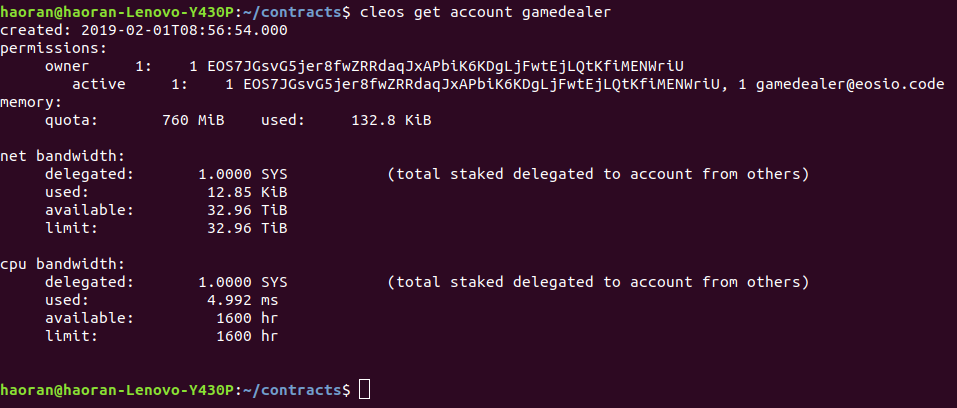 haoran@haoran-Lenovo-Y430P:~/contracts$ cleos get account gamedealer
created: 2019-02-01T08:56:54.000
permissions:
     owner     1:    1 EOS7JGsvG5jer8fwZRRdaqJxAPbiK6KDgLjFwtEjLQtKfiMENWriU
        active     1:    1 EOS7JGsvG5jer8fwZRRdaqJxAPbiK6KDgLjFwtEjLQtKfiMENWriU, 1 gamedealer@eosio.code
memory:
     quota:       760 MiB    used:     132.8 KiB
net bandwidth:
     delegated:       1.0000 SYS           (total staked delegated to account from others)
     used:             12.85 KiB
     available:        32.96 TiB
     limit:            32.96 TiB
cpu bandwidth:
     delegated:       1.0000 SYS           (total staked delegated to account from others)
     used:             4.992 ms
     available:         1600 hr
     limit:             1600 hr
haoran@haoran-Lenovo-Y430P:~/contracts$